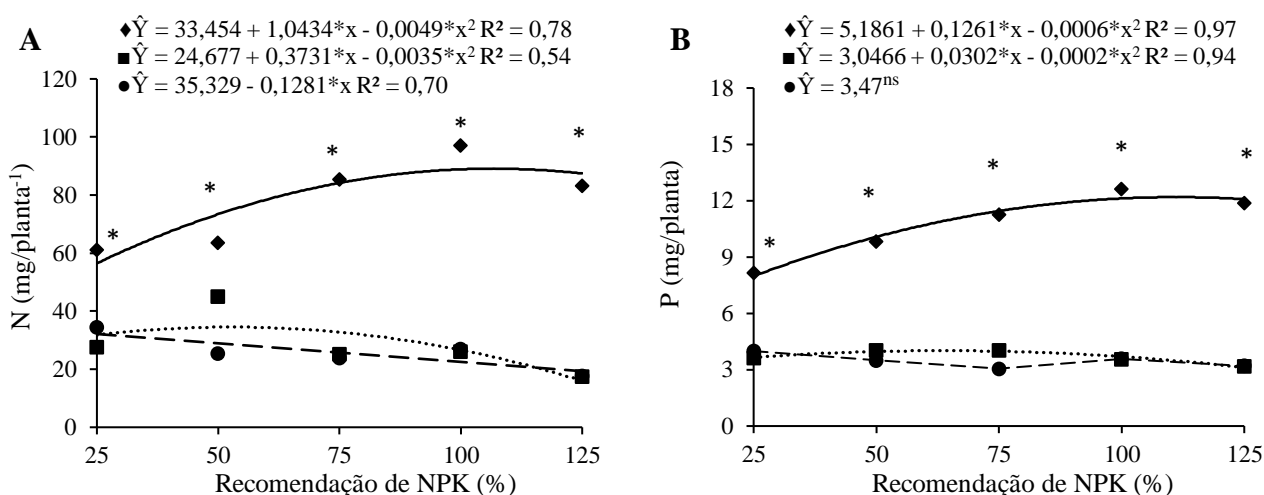 A
♦Ŷ = 33,454 + 1,0434*x - 0,0049*x² R² = 0,78
■Ŷ = 24,677 + 0,3731*x - 0,0035*x² R² = 0,54
●Ŷ = 35,329 - 0,1281*x R² = 0,70
120
100
80
60
40
20
0
N (mg/planta⁻¹)
* * * * *
25 50 75 100 125
Recomendação de NPK (%)
B
♦Ŷ = 5,1861 + 0,1261*x - 0,0006*x² R² = 0,97
■Ŷ = 3,0466 + 0,0302*x - 0,0002*x² R² = 0,94
●Ŷ = 3,47ⁿˢ
18
15
12
9
6
3
0
P (mg/planta)
* * * * *
25 50 75 100 125
Recomendação de NPK (%)